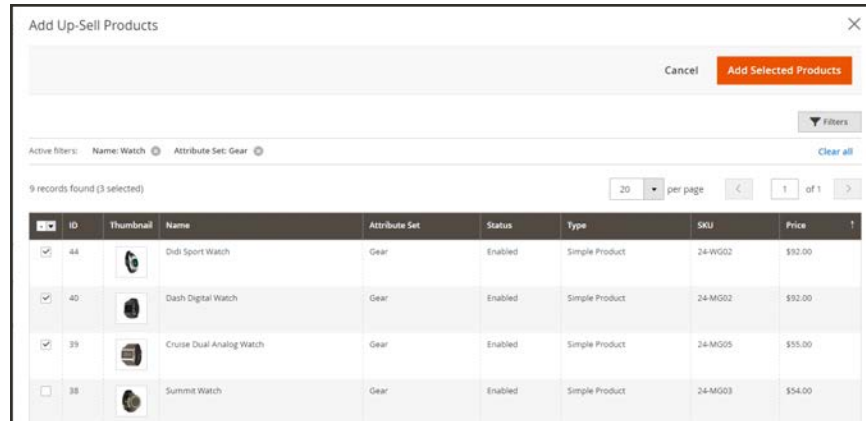 Add Up-Sell Products
Cancel Add Selected Products
Filters
Active filters: Name: Watch Attribute Set: Gear Clear all
9 records found (3 selected) 20 per page 1 of 1
ID Thumbnail Name Attribute Set Status Type SKU Price
44 Didi Sport Watch Gear Enabled Simple Product 24-WG02 $92.00
40 Dash Digital Watch Gear Enabled Simple Product 24-MG02 $92.00
39 Cruise Dual Analog Watch Gear Enabled Simple Product 24-MG05 $55.00
38 Summit Watch Gear Enabled Simple Product 24-MG03 $54.00